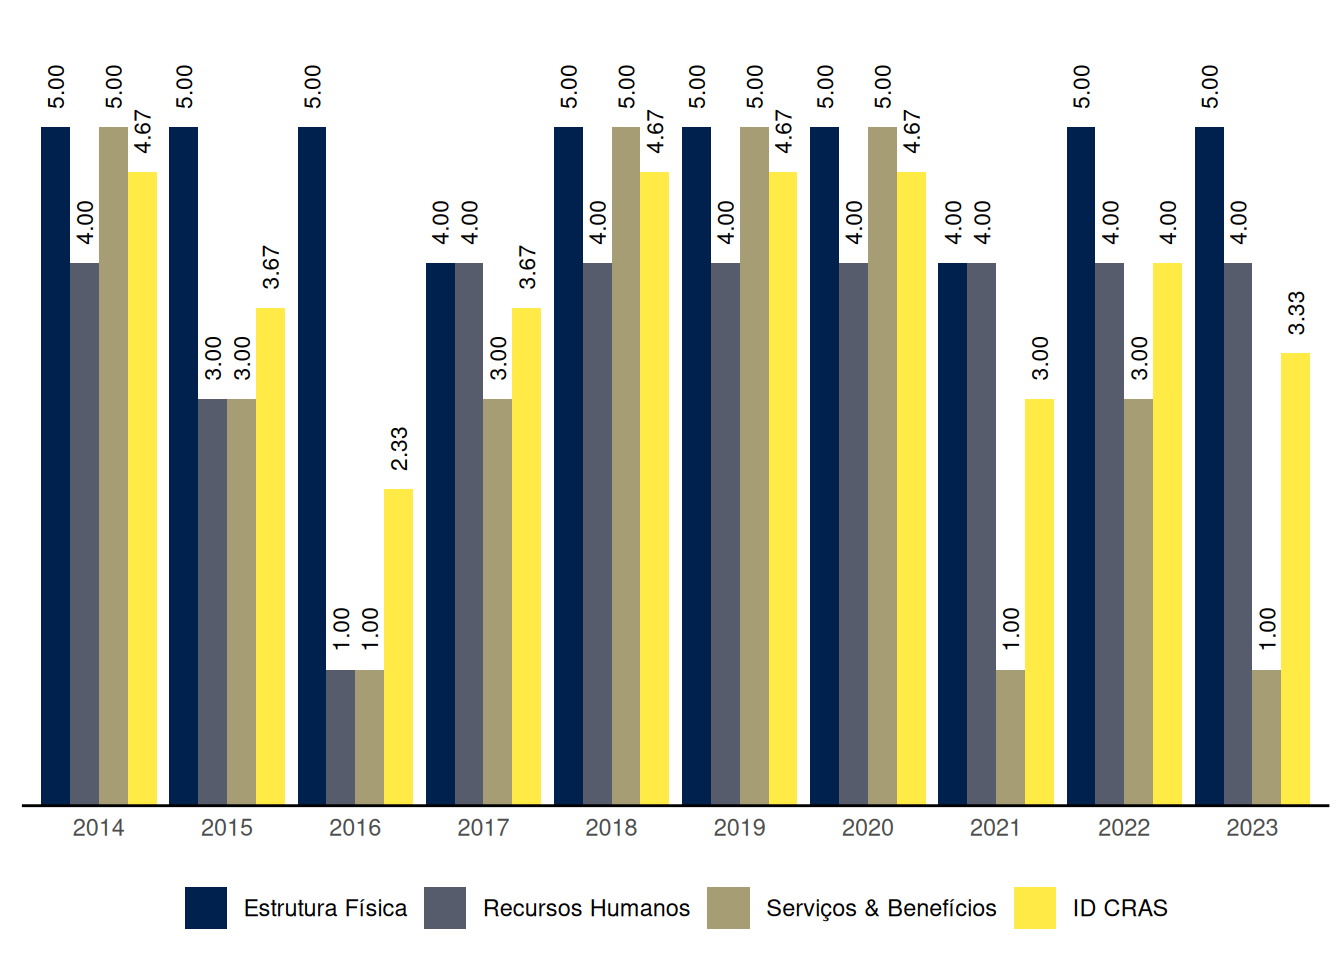 5.00 4.00 5.00 4.67 5.00 3.00 3.00 3.67 5.00 1.00 1.00 2.33 4.00 4.00 3.00 3.67 5.00 4.00 5.00 4.67 5.00 4.00 5.00 4.67 5.00 4.00 5.00 4.67 4.00 4.00 1.00 3.00 5.00 4.00 3.00 4.00 5.00 4.00 1.00 3.33
2014 2015 2016 2017 2018 2019 2020 2021 2022 2023
Estrutura Física Recursos Humanos Serviços & Benefícios ID CRAS